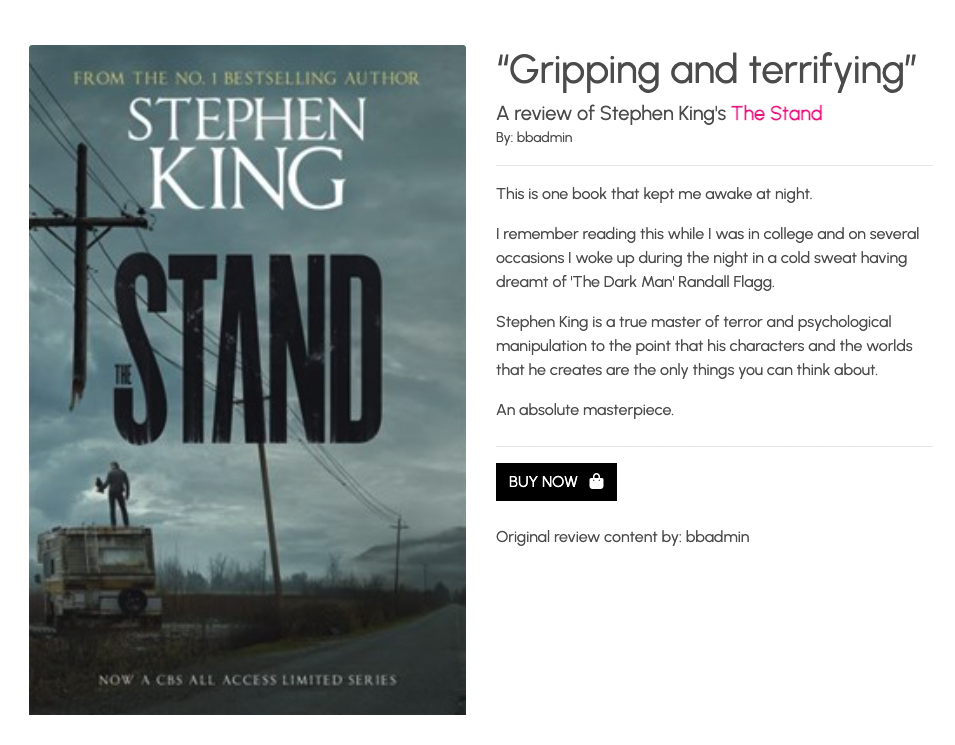 FROM THE NO. 1 BESTSELLING AUTHOR
STEPHEN
KING
THE STAND
NOW A CBS ALL ACCESS LIMITED SERIES
“Gripping and terrifying”
A review of Stephen King's The Stand
By: bbadmin
This is one book that kept me awake at night.
I remember reading this while I was in college and on several
occasions I woke up during the night in a cold sweat having
dreamt of 'The Dark Man' Randall Flagg.
Stephen King is a true master of terror and psychological
manipulation to the point that his characters and the worlds
that he creates are the only things you can think about.
An absolute masterpiece.
BUY NOW
Original review content by: bbadmin